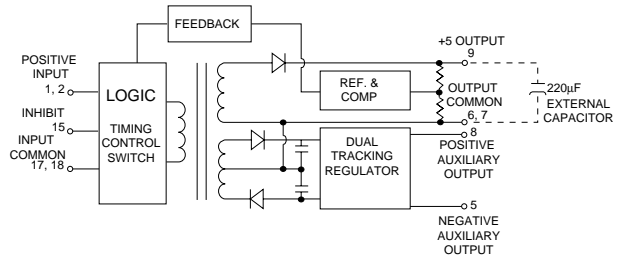 FEEDBACK
+5 OUTPUT
9
POSITIVE
INPUT
1, 2
LOGIC
REF. &
COMP
OUTPUT
COMMON
6, 7
220µF
EXTERNAL
CAPACITOR
INHIBIT
15
TIMING
CONTROL
SWITCH
INPUT
COMMON
17, 18
DUAL
TRACKING
REGULATOR
8
POSITIVE
AUXILIARY
OUTPUT
5
NEGATIVE
AUXILIARY
OUTPUT